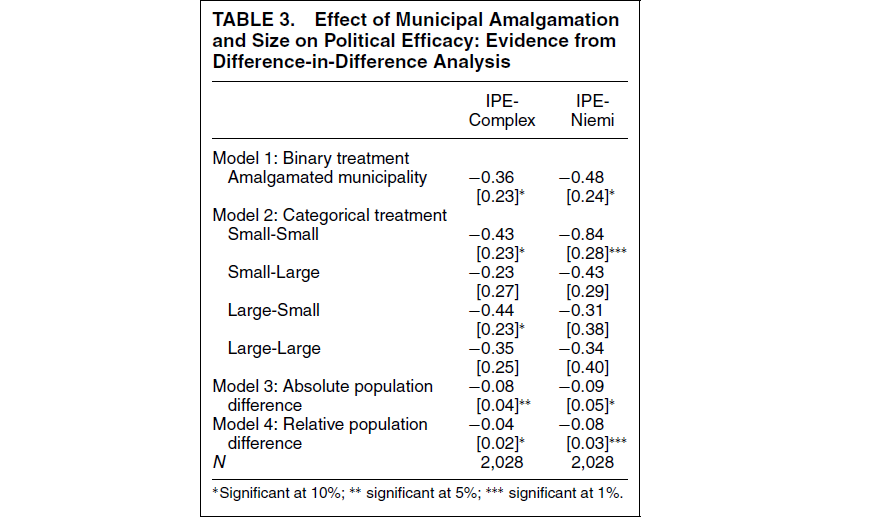 TABLE 3. Effect of Municipal Amalgamation
and Size on Political Efficacy: Evidence from
Difference-in-Difference Analysis
IPE- IPE-
Complex Niemi
Model 1: Binary treatment
Amalgamated municipality −0.36 −0.48
[0.23]* [0.24]*
Model 2: Categorical treatment
Small-Small −0.43 −0.84
[0.23]* [0.28]***
Small-Large −0.23 −0.43
[0.27] [0.29]
Large-Small −0.44 −0.31
[0.23]* [0.38]
Large-Large −0.35 −0.34
[0.25] [0.40]
Model 3: Absolute population −0.08 −0.09
difference [0.04]** [0.05]*
Model 4: Relative population −0.04 −0.08
difference [0.02]* [0.03]***
N 2,028 2,028
*Significant at 10%; ** significant at 5%; *** significant at 1%.